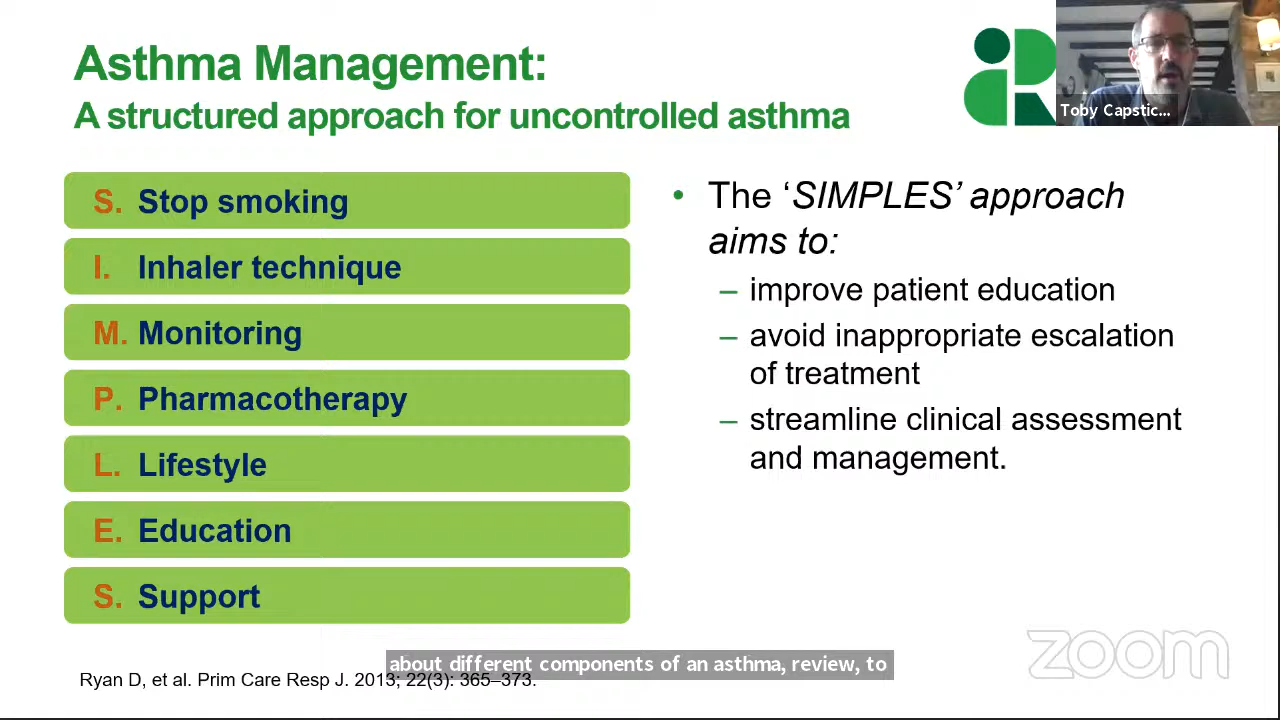 Asthma Management:
A structured approach for uncontrolled asthma
Toby Capstic...
S. Stop smoking
I. Inhaler technique
M. Monitoring
P. Pharmacotherapy
L. Lifestyle
E. Education
S. Support
• The ‘SIMPLES’ approach
aims to:
– improve patient education
– avoid inappropriate escalation
of treatment
– streamline clinical assessment
and management.
zoom
about different components of an asthma, review, to
Ryan D, et al. Prim Care Resp J. 2013; 22(3): 365–373.